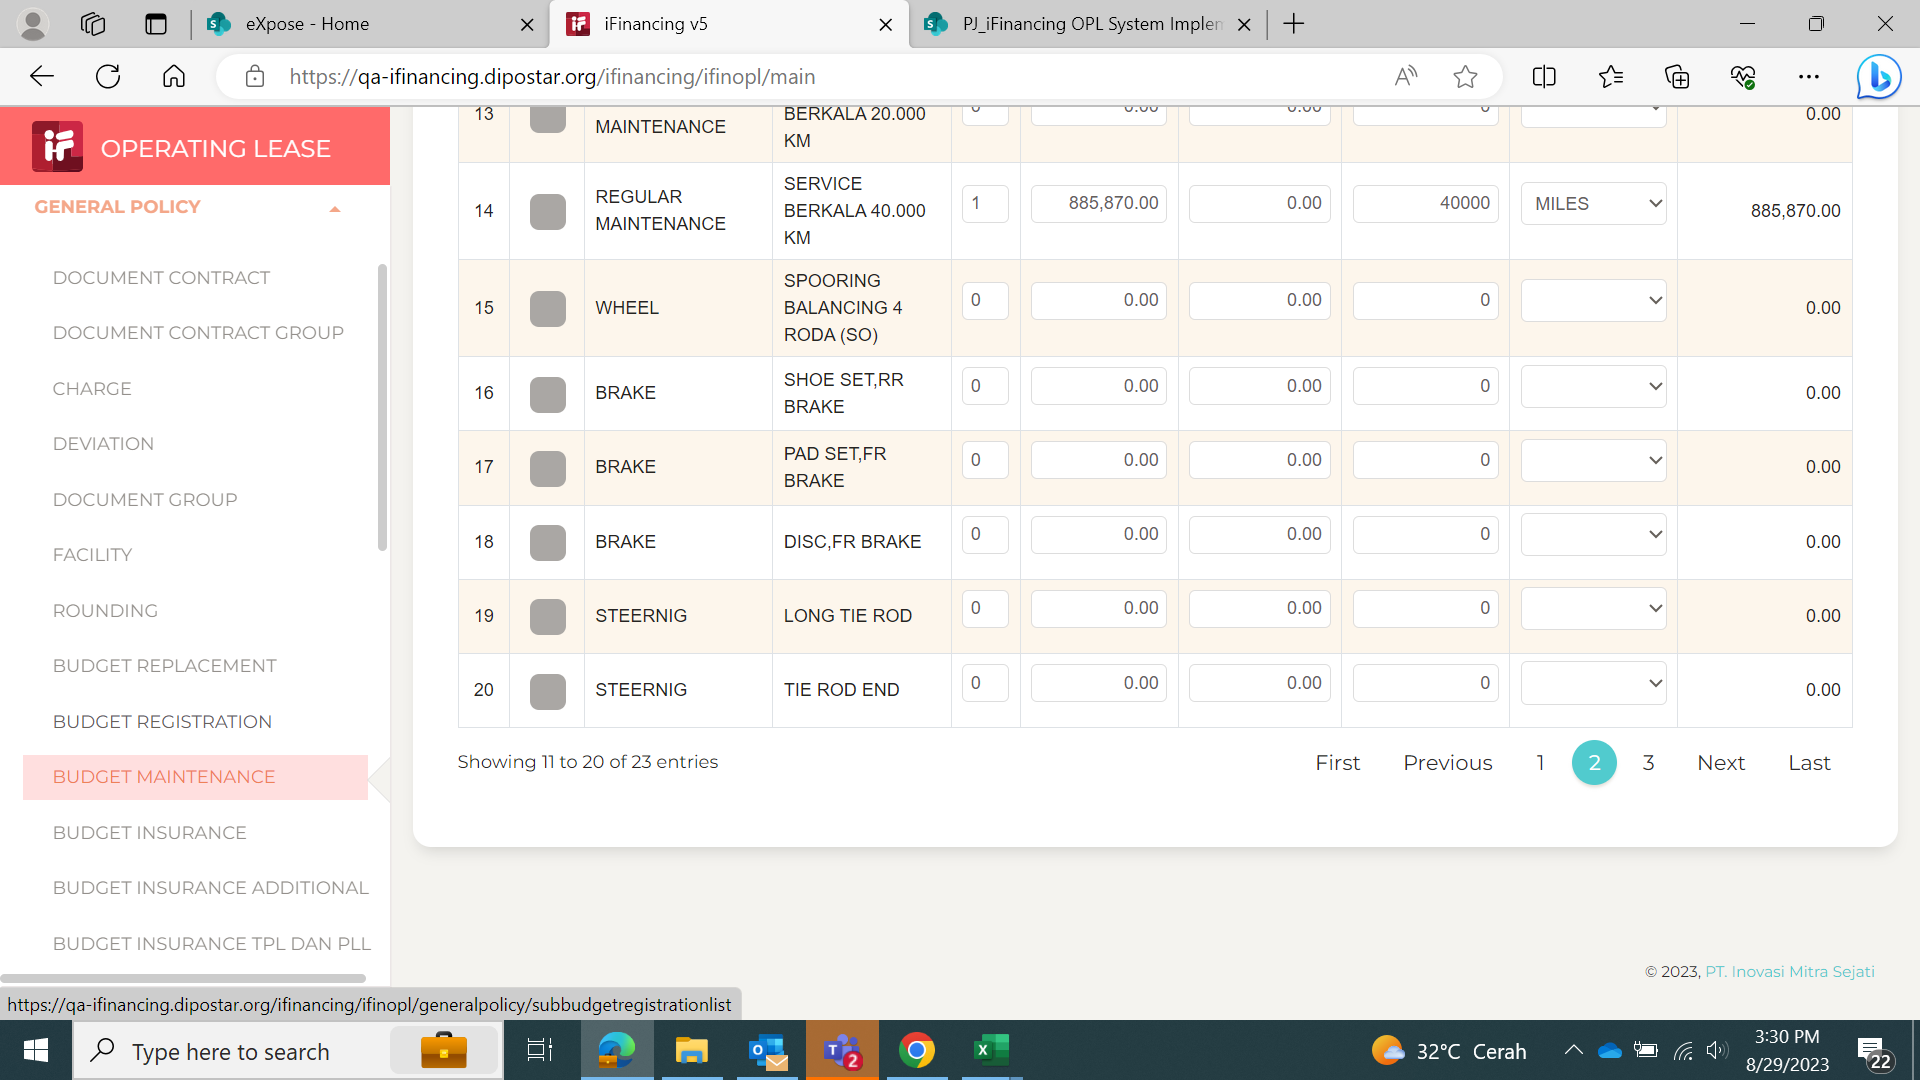 eXpose - Home
iFinancing v5
PJ_iFinancing OPL System Implen
https://qa-ifinancing.dipostar.org/ifinancing/ifinopl/main
iF OPERATING LEASE
GENERAL POLICY
DOCUMENT CONTRACT
DOCUMENT CONTRACT GROUP
CHARGE
DEVIATION
DOCUMENT GROUP
FACILITY
ROUNDING
BUDGET REPLACEMENT
BUDGET REGISTRATION
BUDGET MAINTENANCE
BUDGET INSURANCE
BUDGET INSURANCE ADDITIONAL
BUDGET INSURANCE TPL DAN PLL
13 MAINTENANCE BERKALA 20.000 KM 0 0.00 0.00 0 0.00
14 REGULAR MAINTENANCE SERVICE BERKALA 40.000 KM 1 885,870.00 0.00 40000 MILES 885,870.00
15 WHEEL SPOORING BALANCING 4 RODA (SO) 0 0.00 0.00 0 0.00
16 BRAKE SHOE SET,RR BRAKE 0 0.00 0.00 0 0.00
17 BRAKE PAD SET,FR BRAKE 0 0.00 0.00 0 0.00
18 BRAKE DISC,FR BRAKE 0 0.00 0.00 0 0.00
19 STEERNIG LONG TIE ROD 0 0.00 0.00 0 0.00
20 STEERNIG TIE ROD END 0 0.00 0.00 0 0.00
Showing 11 to 20 of 23 entries
First Previous 1 2 3 Next Last
© 2023, PT. Inovasi Mitra Sejati
https://qa-ifinancing.dipostar.org/ifinancing/ifinopl/generalpolicy/subbudgetregistrationlist
Type here to search
2
32°C Cerah
3:30 PM
8/29/2023
22